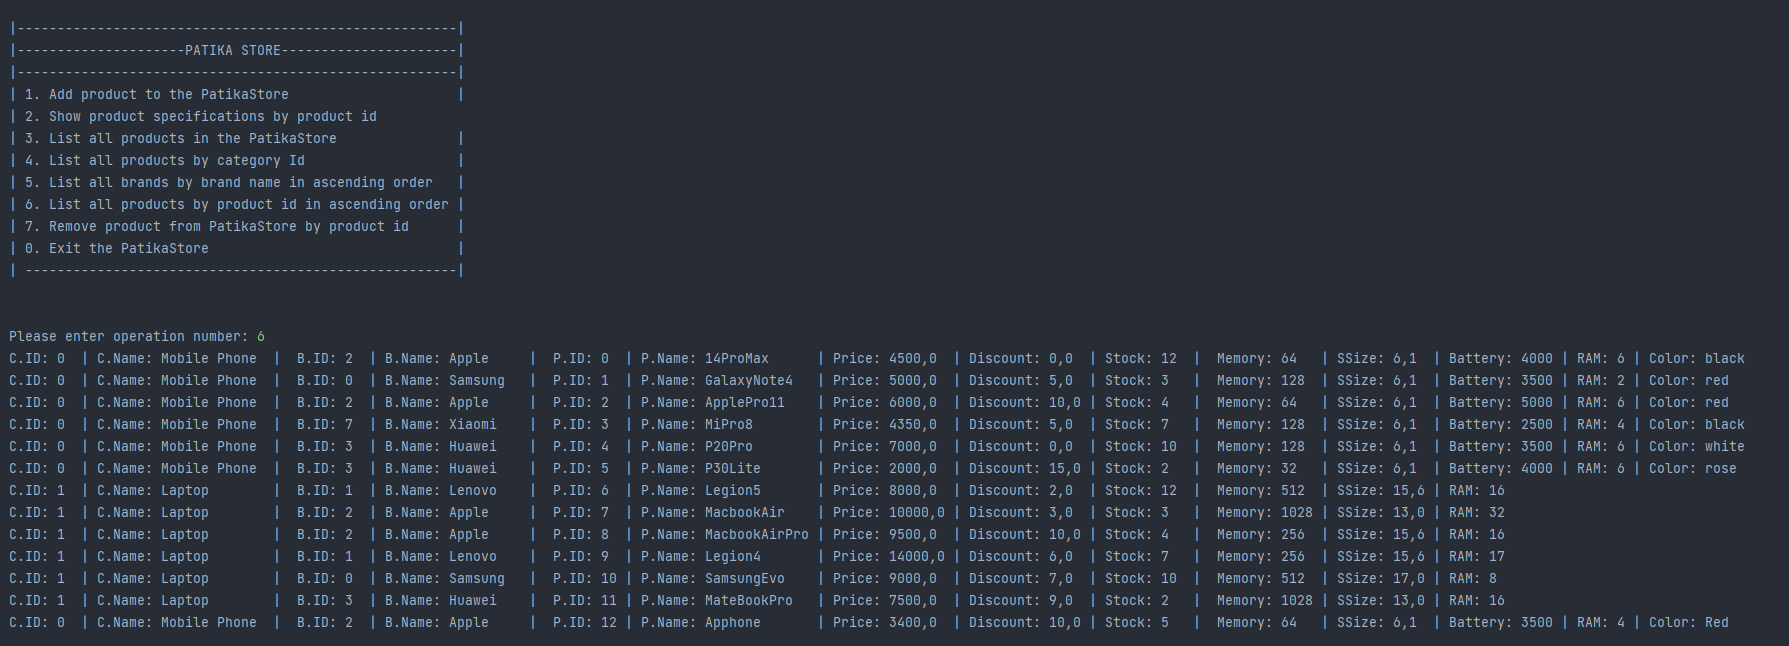 |-------------------------------------------------------|
|---------------------PATIKA STORE----------------------|
|-------------------------------------------------------|
| 1. Add product to the PatikaStore                     |
| 2. Show product specifications by product id
| 3. List all products in the PatikaStore               |
| 4. List all products by category Id                   |
| 5. List all brands by brand name in ascending order   |
| 6. List all products by product id in ascending order |
| 7. Remove product from PatikaStore by product id      |
| 0. Exit the PatikaStore                               |
| ------------------------------------------------------|
Please enter operation number: 6
C.ID: 0  | C.Name: Mobile Phone  |  B.ID: 2  | B.Name: Apple     |  P.ID: 0  | P.Name: 14ProMax      | Price: 4500,0  | Discount: 0,0  | Stock: 12  |  Memory: 64   | SSize: 6,1  | Battery: 4000 | RAM: 6 | Color: black
C.ID: 0  | C.Name: Mobile Phone  |  B.ID: 0  | B.Name: Samsung   |  P.ID: 1  | P.Name: GalaxyNote4   | Price: 5000,0  | Discount: 5,0  | Stock: 3   |  Memory: 128  | SSize: 6,1  | Battery: 3500 | RAM: 2 | Color: red
C.ID: 0  | C.Name: Mobile Phone  |  B.ID: 2  | B.Name: Apple     |  P.ID: 2  | P.Name: ApplePro11    | Price: 6000,0  | Discount: 10,0 | Stock: 4   |  Memory: 64   | SSize: 6,1  | Battery: 5000 | RAM: 6 | Color: red
C.ID: 0  | C.Name: Mobile Phone  |  B.ID: 7  | B.Name: Xiaomi    |  P.ID: 3  | P.Name: MiPro8        | Price: 4350,0  | Discount: 5,0  | Stock: 7   |  Memory: 128  | SSize: 6,1  | Battery: 2500 | RAM: 4 | Color: black
C.ID: 0  | C.Name: Mobile Phone  |  B.ID: 3  | B.Name: Huawei    |  P.ID: 4  | P.Name: P20Pro        | Price: 7000,0  | Discount: 0,0  | Stock: 10  |  Memory: 128  | SSize: 6,1  | Battery: 3500 | RAM: 6 | Color: white
C.ID: 0  | C.Name: Mobile Phone  |  B.ID: 3  | B.Name: Huawei    |  P.ID: 5  | P.Name: P30Lite       | Price: 2000,0  | Discount: 15,0 | Stock: 2   |  Memory: 32   | SSize: 6,1  | Battery: 4000 | RAM: 6 | Color: rose
C.ID: 1  | C.Name: Laptop        |  B.ID: 1  | B.Name: Lenovo    |  P.ID: 6  | P.Name: Legion5       | Price: 8000,0  | Discount: 2,0  | Stock: 12  |  Memory: 512  | SSize: 15,6 | RAM: 16
C.ID: 1  | C.Name: Laptop        |  B.ID: 2  | B.Name: Apple     |  P.ID: 7  | P.Name: MacbookAir    | Price: 10000,0 | Discount: 3,0  | Stock: 3   |  Memory: 1028 | SSize: 13,0 | RAM: 32
C.ID: 1  | C.Name: Laptop        |  B.ID: 2  | B.Name: Apple     |  P.ID: 8  | P.Name: MacbookAirPro | Price: 9500,0  | Discount: 10,0 | Stock: 4   |  Memory: 256  | SSize: 15,6 | RAM: 16
C.ID: 1  | C.Name: Laptop        |  B.ID: 1  | B.Name: Lenovo    |  P.ID: 9  | P.Name: Legion4       | Price: 14000,0 | Discount: 6,0  | Stock: 7   |  Memory: 256  | SSize: 15,6 | RAM: 17
C.ID: 1  | C.Name: Laptop        |  B.ID: 0  | B.Name: Samsung   |  P.ID: 10 | P.Name: SamsungEvo    | Price: 9000,0  | Discount: 7,0  | Stock: 10  |  Memory: 512  | SSize: 17,0 | RAM: 8
C.ID: 1  | C.Name: Laptop        |  B.ID: 3  | B.Name: Huawei    |  P.ID: 11 | P.Name: MateBookPro   | Price: 7500,0  | Discount: 9,0  | Stock: 2   |  Memory: 1028 | SSize: 13,0 | RAM: 16
C.ID: 0  | C.Name: Mobile Phone  |  B.ID: 2  | B.Name: Apple     |  P.ID: 12 | P.Name: Apphone       | Price: 3400,0  | Discount: 10,0 | Stock: 5   |  Memory: 64   | SSize: 6,1  | Battery: 3500 | RAM: 4 | Color: Red